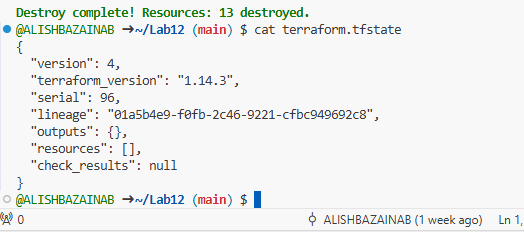 Destroy complete! Resources: 13 destroyed.
@ALISHBAZAINAB ➜~/Lab12 (main) $ cat terraform.tfstate
{
  "version": 4,
  "terraform_version": "1.14.3",
  "serial": 96,
  "lineage": "01a5b4e9-f0fb-2c46-9221-cfbc949692c8",
  "outputs": {},
  "resources": [],
  "check_results": null
}
@ALISHBAZAINAB ➜~/Lab12 (main) $
0 ALISHBAZAINAB (1 week ago) Ln 1,